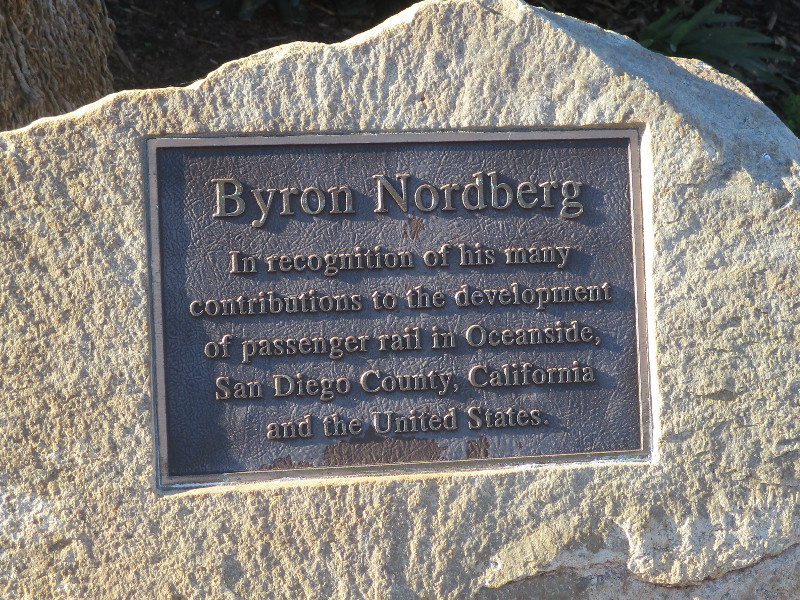 Byron Nordberg
In recognition of his many
contributions to the development
of passenger rail in Oceanside,
San Diego County, California
and the United States.